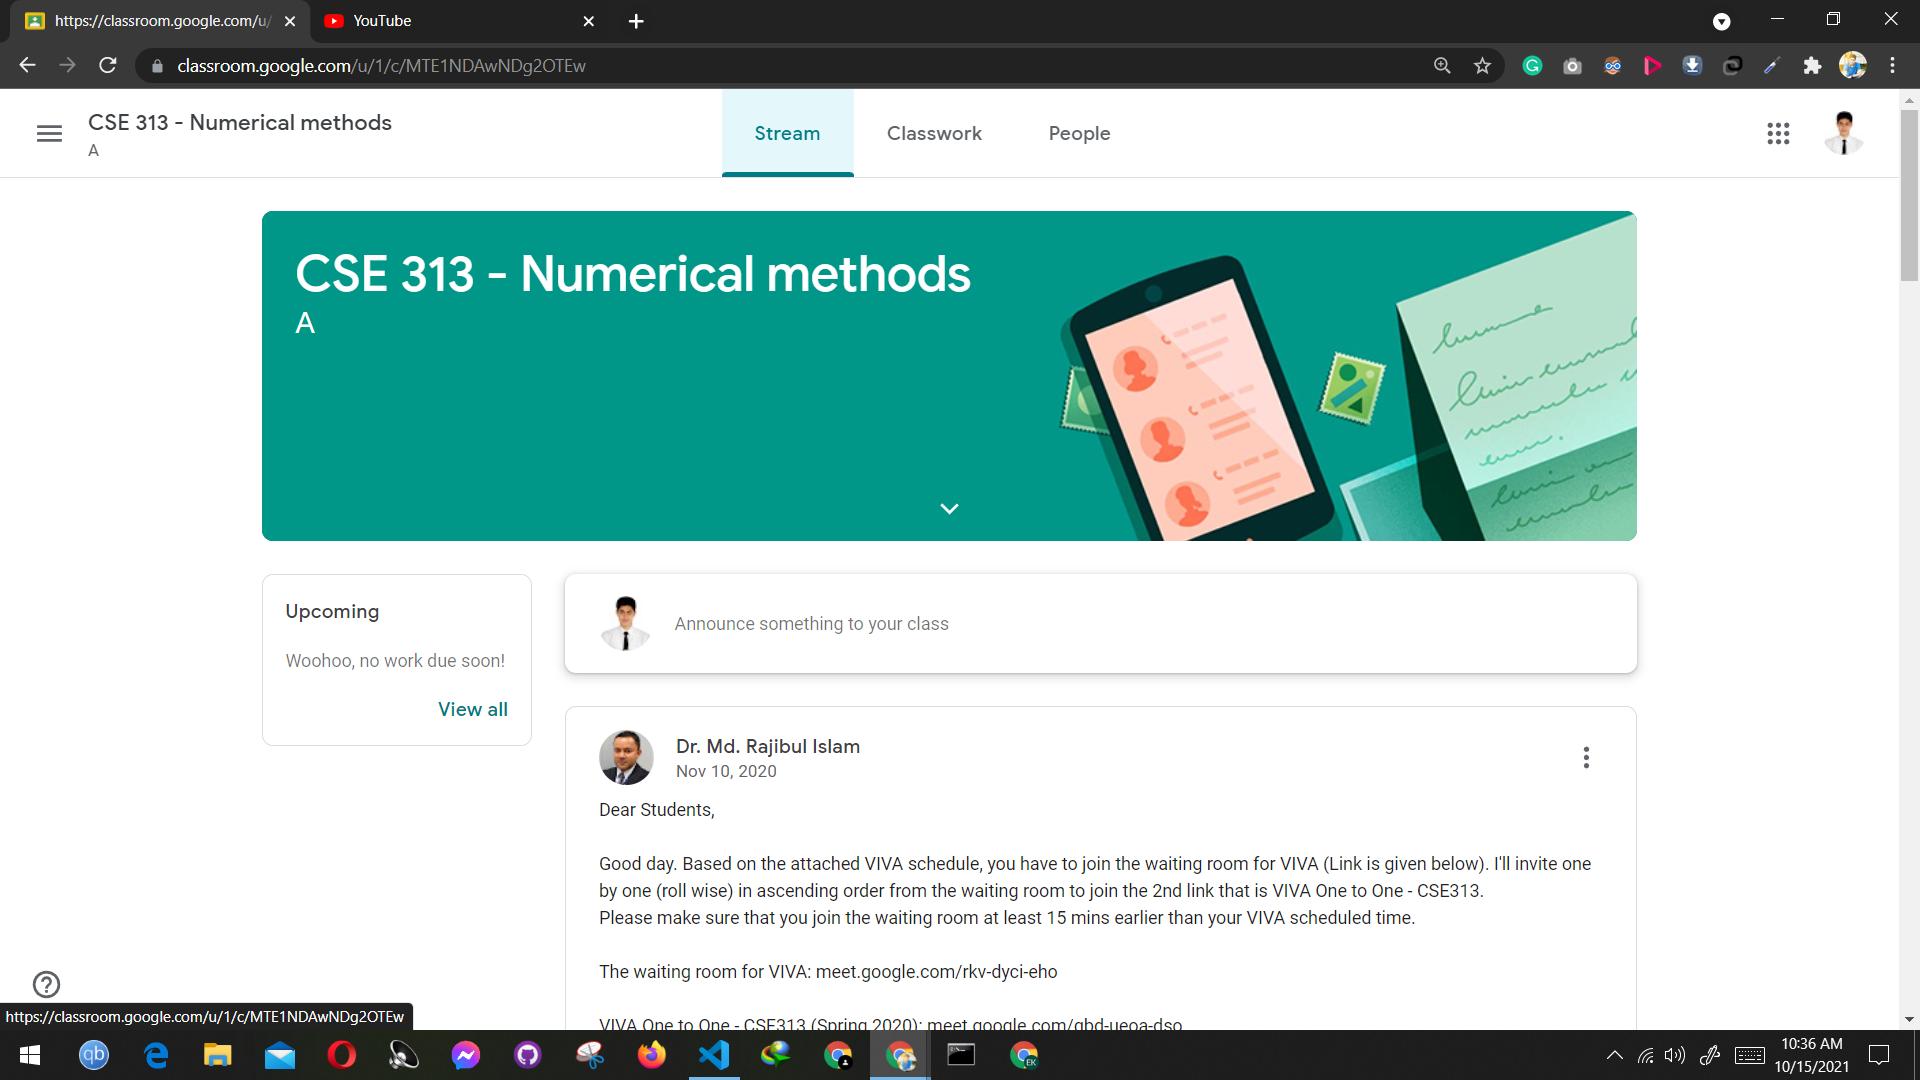 https://classroom.google.com/u/
YouTube
classroom.google.com/u/1/c/MTE1NDAwNDg2OTEw
CSE 313 - Numerical methods
A
Stream
Classwork
People
CSE 313 - Numerical methods
A
Upcoming
Woohoo, no work due soon!
View all
Announce something to your class
Dr. Md. Rajibul Islam
Nov 10, 2020
Dear Students,
Good day. Based on the attached VIVA schedule, you have to join the waiting room for VIVA (Link is given below). I'll invite one
by one (roll wise) in ascending order from the waiting room to join the 2nd link that is VIVA One to One - CSE313.
Please make sure that you join the waiting room at least 15 mins earlier than your VIVA scheduled time.
The waiting room for VIVA: meet.google.com/rkv-dyci-eho
VIVA One to One - CSE313 (Spring 2020): meet.google.com/gbd-ueoa-dso
https://classroom.google.com/u/1/c/MTE1NDAwNDg2OTEw
qb
EK
10:36 AM
10/15/2021